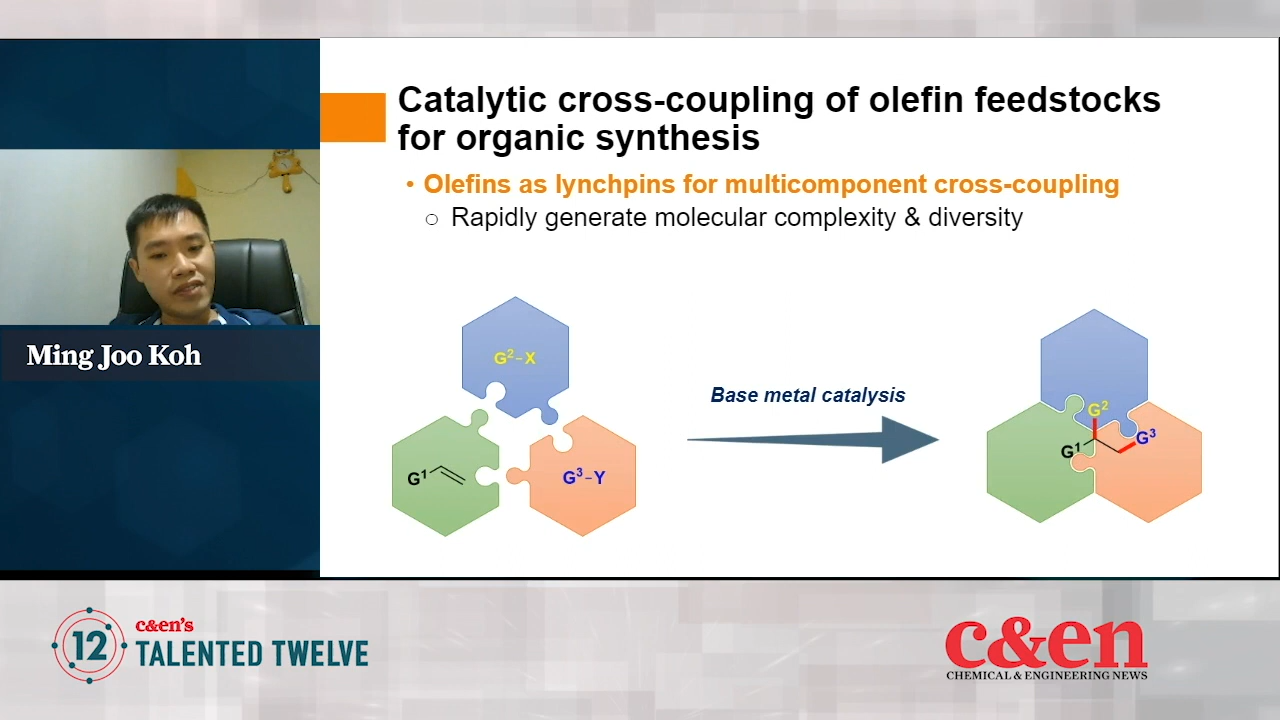 Catalytic cross-coupling of olefin feedstocks
for organic synthesis
• Olefins as lynchpins for multicomponent cross-coupling
○ Rapidly generate molecular complexity & diversity
G²–X
G¹
G³–Y
Base metal catalysis
G²
G¹
G³
Ming Joo Koh
12
c&en's
TALENTED TWELVE
c&en
CHEMICAL & ENGINEERING NEWS